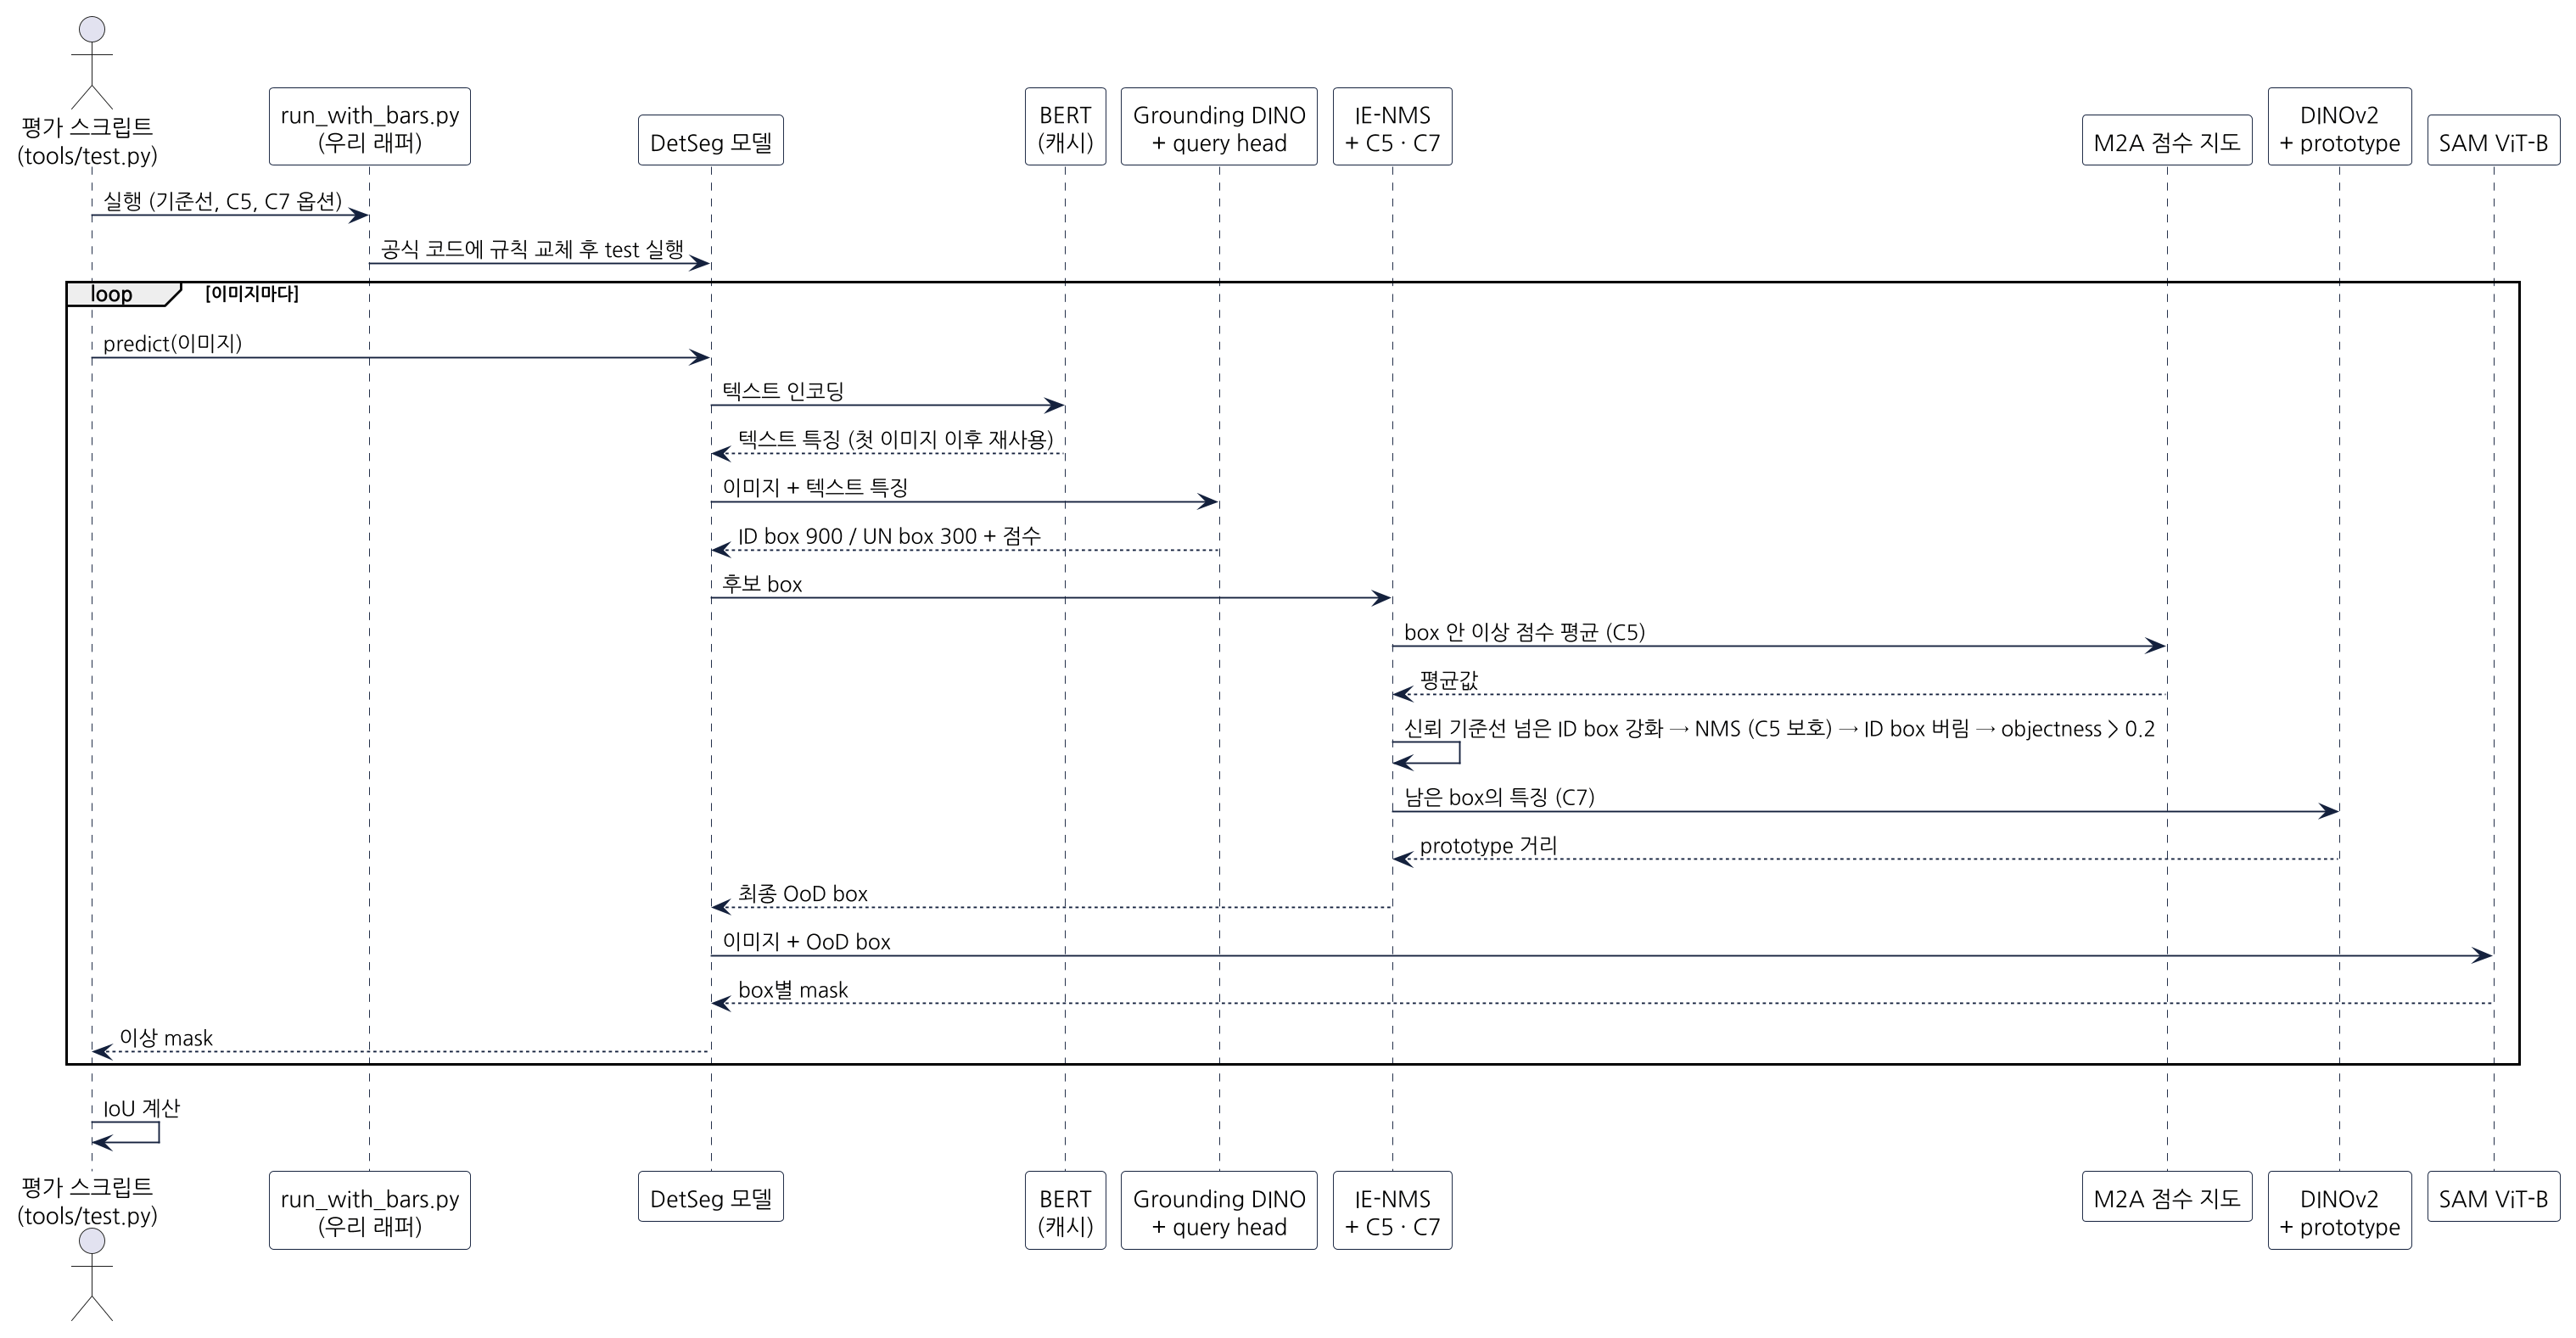 평가 스크립트
(tools/test.py)
run_with_bars.py
(우리 래퍼)
DetSeg 모델
BERT
(캐시)
Grounding DINO
+ query head
IE-NMS
+ C5 · C7
M2A 점수 지도
DINOv2
+ prototype
SAM ViT-B
실행 (기준선, C5, C7 옵션)
공식 코드에 규칙 교체 후 test 실행
loop
[이미지마다]
predict(이미지)
텍스트 인코딩
텍스트 특징 (첫 이미지 이후 재사용)
이미지 + 텍스트 특징
ID box 900 / UN box 300 + 점수
후보 box
box 안 이상 점수 평균 (C5)
평균값
신뢰 기준선 넘은 ID box 강화 → NMS (C5 보호) → ID box 버림 → objectness > 0.2
남은 box의 특징 (C7)
prototype 거리
최종 OoD box
이미지 + OoD box
box별 mask
이상 mask
IoU 계산
평가 스크립트
(tools/test.py)
run_with_bars.py
(우리 래퍼)
DetSeg 모델
BERT
(캐시)
Grounding DINO
+ query head
IE-NMS
+ C5 · C7
M2A 점수 지도
DINOv2
+ prototype
SAM ViT-B